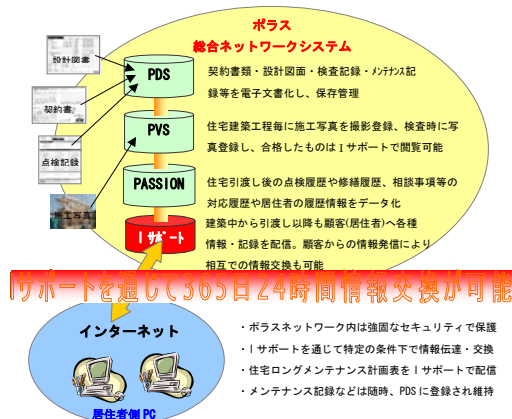 ポラス
総合ネットワークシステム
設計図書
契約書
点検記録
施工写真
PDS
契約書類・設計図面・検査記録・ﾒﾝﾃﾅﾝｽ記
録等を電子文書化し、保存管理
PVS
住宅建築工程毎に施工写真を撮影登録、検査時に写
真登録し、合格したものはIサポートで閲覧可能
PASSION
住宅引渡し後の点検履歴や修繕履歴、相談事項等の
対応履歴や居住者の履歴情報をデータ化
Iｻﾎﾟｰﾄ
建築中から引渡し以降も顧客(居住者)へ各種
情報・記録を配信。顧客からの情報発信により
相互での情報交換も可能
Iサポートを通じて365日24時間情報交換が可能
インターネット
居住者側 PC
・ポラスネットワーク内は強固なセキュリティで保護
・Iサポートを通じて特定の条件下で情報伝達・交換
・住宅ロングメンテナンス計画表をIサポートで配信
・メンテナンス記録などは随時、PDSに登録され維持